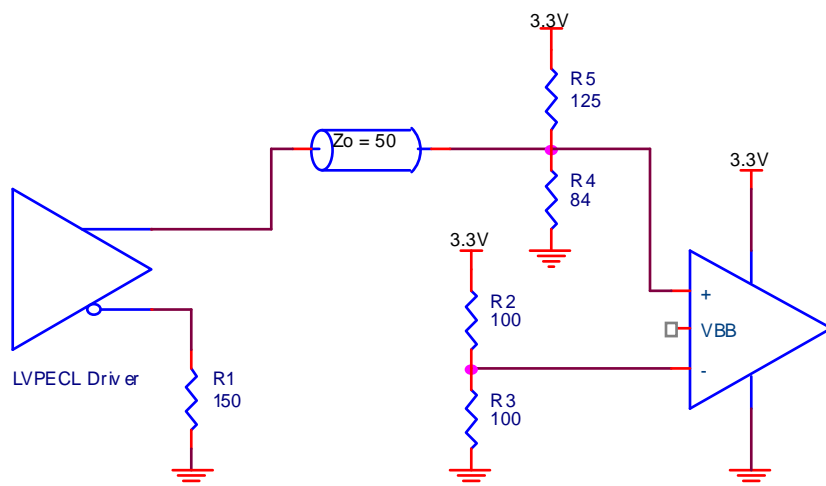 3.3V
R5
125
Zo = 50
R4
84
3.3V
3.3V
R2
100
+
VBB
-
LVPECL Driver
R1
150
R3
100